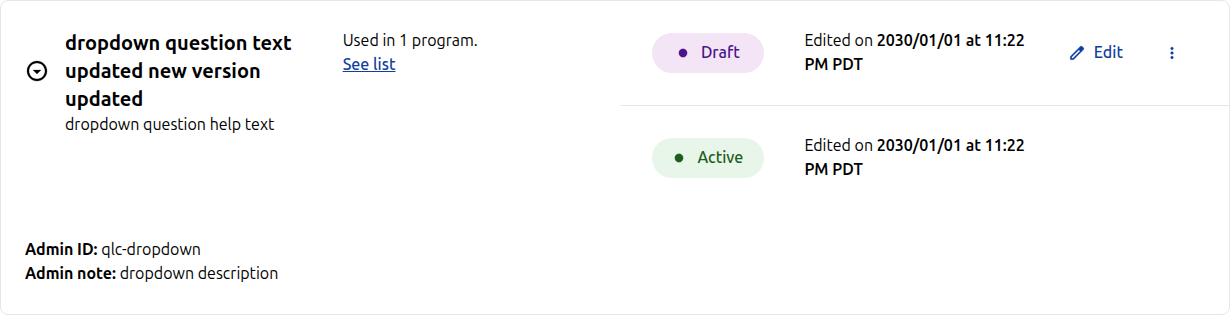 dropdown question text
updated new version
updated
dropdown question help text
Used in 1 program.
See list
Draft
Edited on 2030/01/01 at 11:22
PM PDT
Edit
Active
Edited on 2030/01/01 at 11:22
PM PDT
Admin ID: qlc-dropdown
Admin note: dropdown description